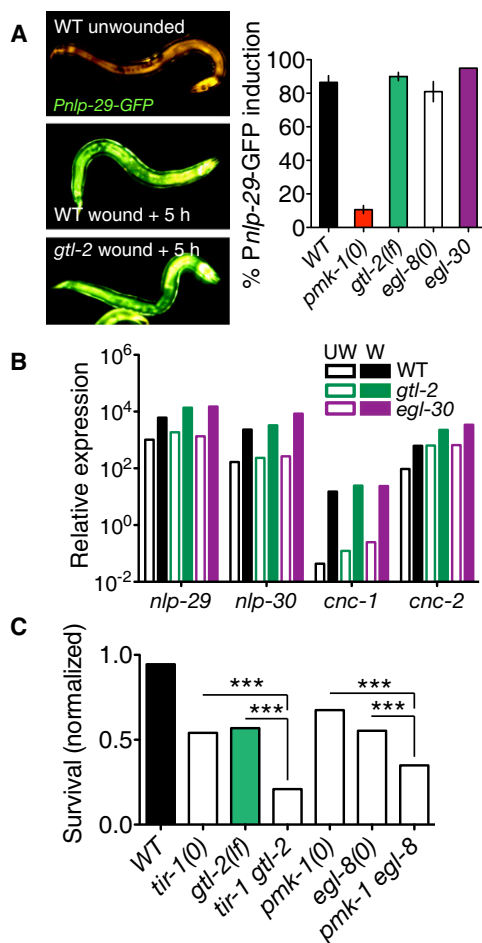 A
WT unwounded
Pnlp-29-GFP
WT wound + 5 h
gtl-2 wound + 5 h
% Pnlp-29-GFP induction
100
80
60
40
20
0
WT
pmk-1(0)
gtl-2(lf)
egl-8(0)
egl-30
B
Relative expression
10^6
10^4
10^2
10^0
10^-2
UW W
WT
gtl-2
egl-30
nlp-29 nlp-30 cnc-1 cnc-2
C
Survival (normalized)
1.0
0.5
0.0
*** ***
*** ***
WT
tir-1(0)
gtl-2(lf)
tir-1 gtl-2
pmk-1(0)
egl-8(0)
pmk-1 egl-8